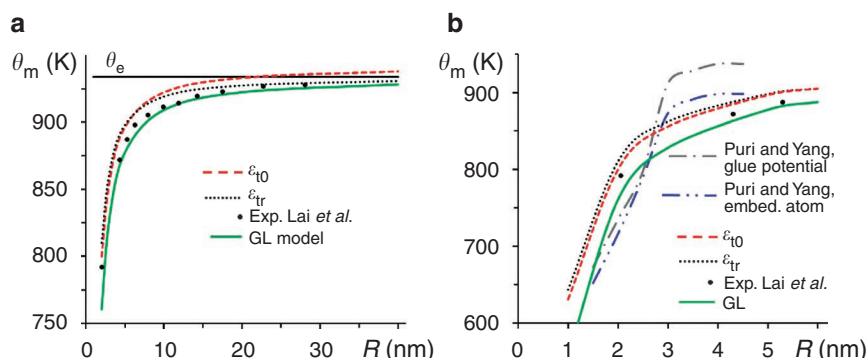 a
b
θm (K)
θe
900
850
800
750
0
10
20
30
R (nm)
εt0
εtr
Exp. Lai et al.
GL model
θm (K)
900
800
700
600
0
1
2
3
4
5
R (nm)
Puri and Yang,
glue potential
Puri and Yang,
embed. atom
εt0
εtr
Exp. Lai et al.
GL